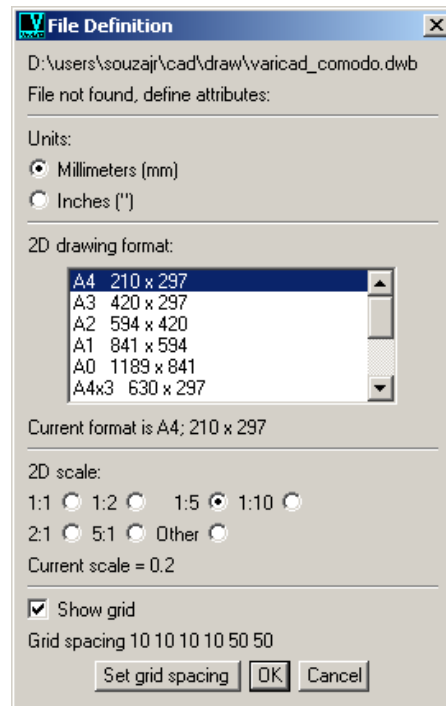 File Definition
D:\users\souzajr\cad\draw\varicad_comodo.dwb
File not found, define attributes:
Units:
Millimeters (mm)
Inches (")
2D drawing format:
A4 210 x 297
A3 420 x 297
A2 594 x 420
A1 841 x 594
A0 1189 x 841
A4x3 630 x 297
Current format is A4; 210 x 297
2D scale:
1:1 1:2 1:5 1:10
2:1 5:1 Other
Current scale = 0.2
Show grid
Grid spacing 10 10 10 10 50 50
Set grid spacing OK Cancel